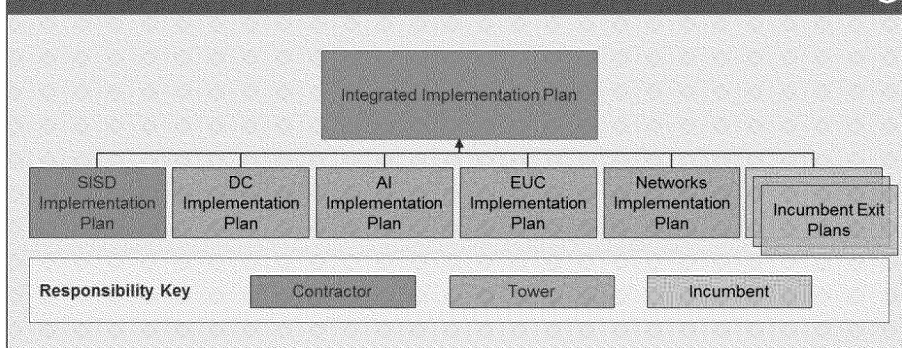 Integrated Implementation Plan
SISD
Implementation
Plan
DC
Implementation
Plan
AI
Implementation
Plan
EUC
Implementation
Plan
Networks
Implementation
Plan
Incumbent Exit
Plans
Responsibility Key
Contractor
Tower
Incumbent